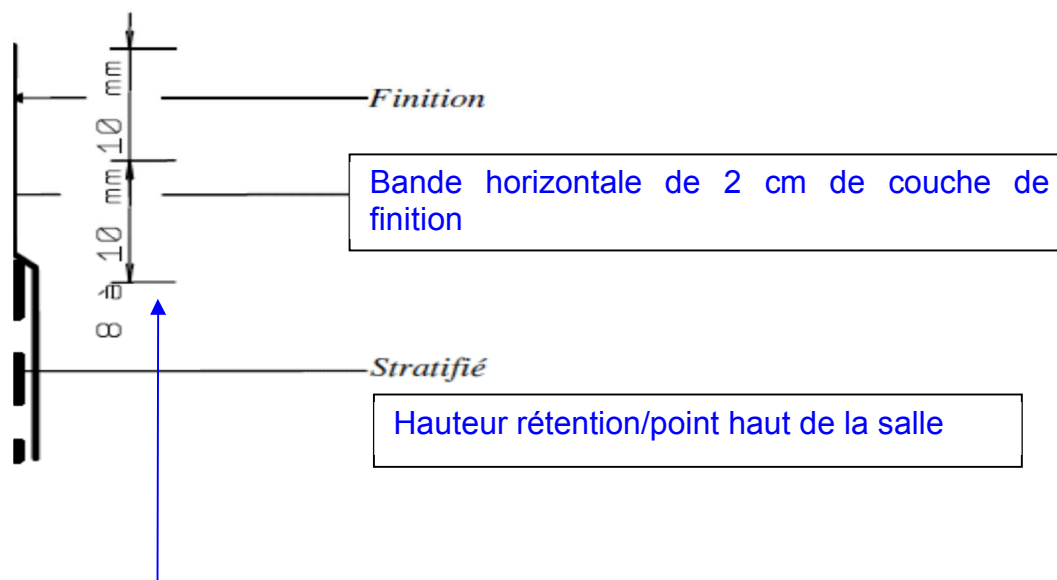 10 mm
Finition
Bande horizontale de 2 cm de couche de
finition
8 à 10 mm
Stratifié
Hauteur rétention/point haut de la salle